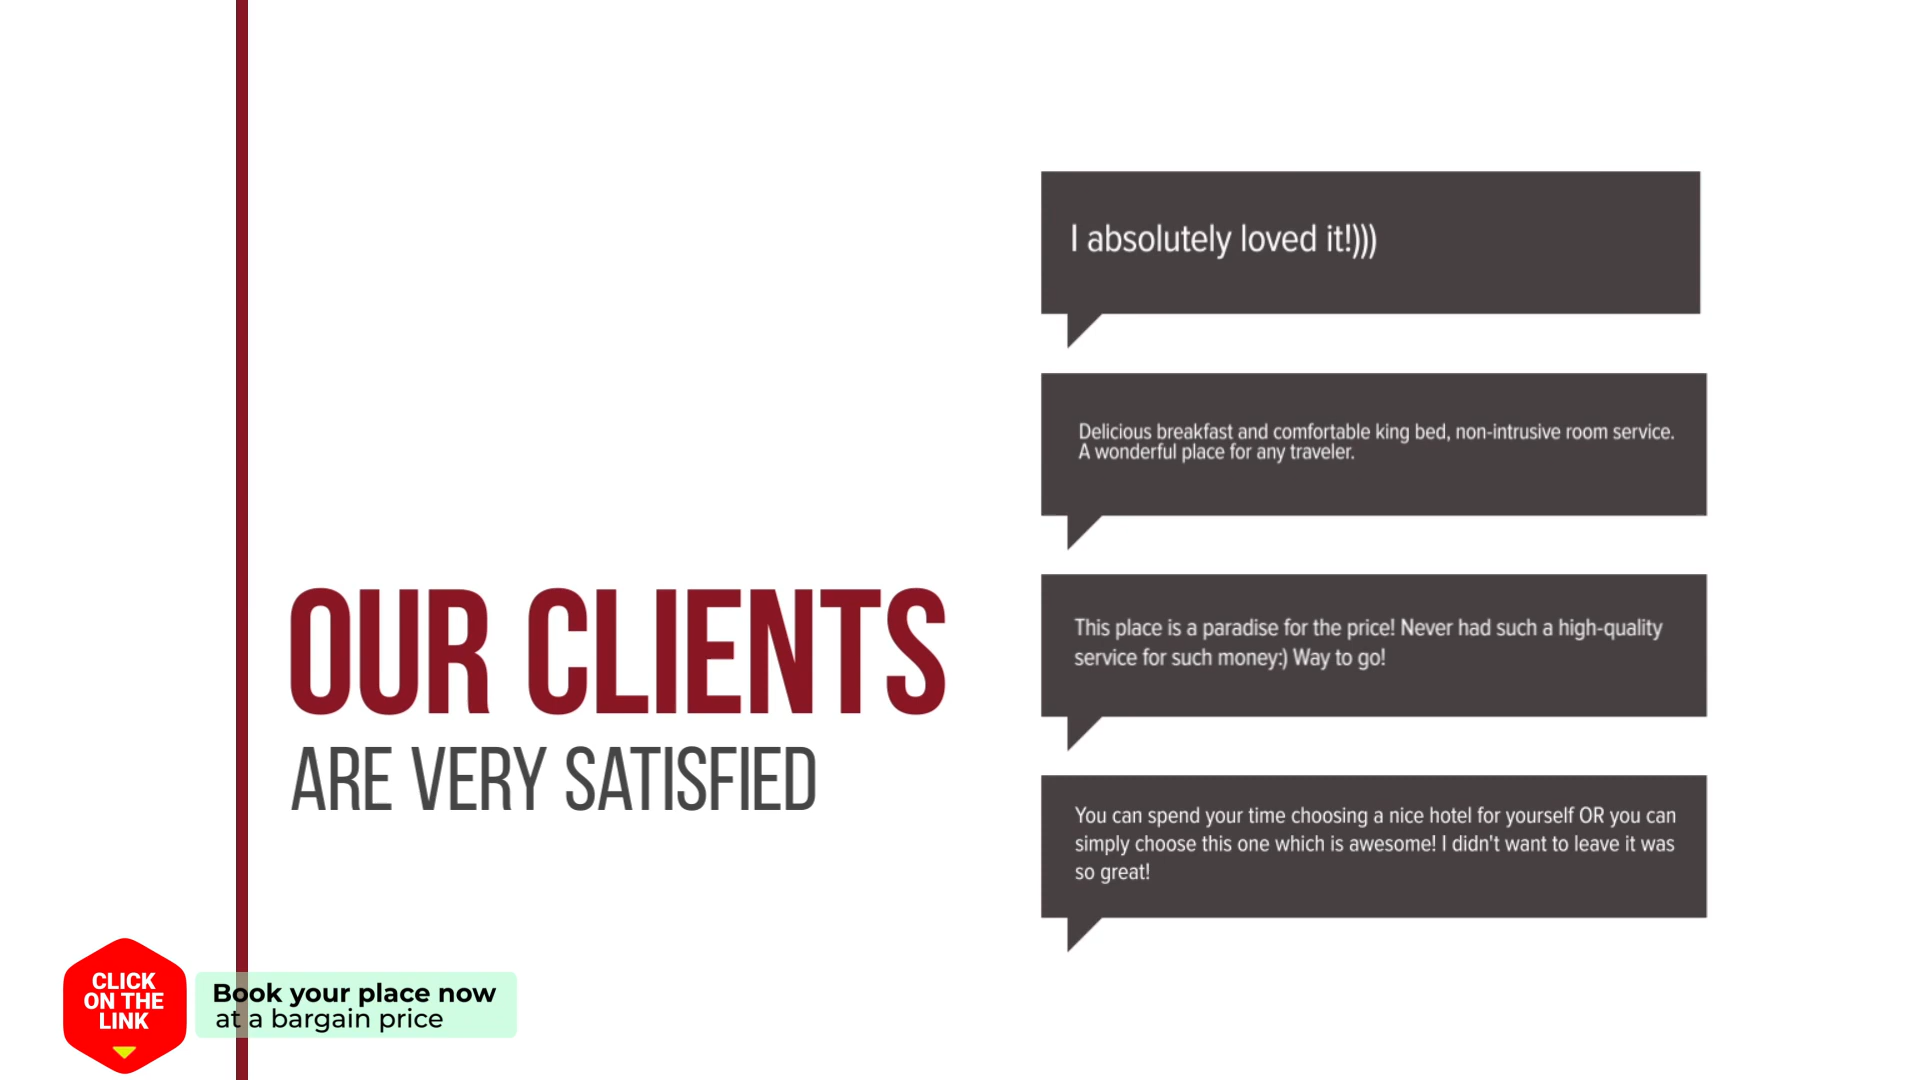 I absolutely loved it!)))
Delicious breakfast and comfortable king bed, non-intrusive room service.
A wonderful place for any traveler.
OUR CLIENTS
ARE VERY SATISFIED
This place is a paradise for the price! Never had such a high-quality
service for such money:) Way to go!
You can spend your time choosing a nice hotel for yourself OR you can
simply choose this one which is awesome! I didn't want to leave it was
so great!
CLICK
ON THE
LINK
Book your place now
at a bargain price